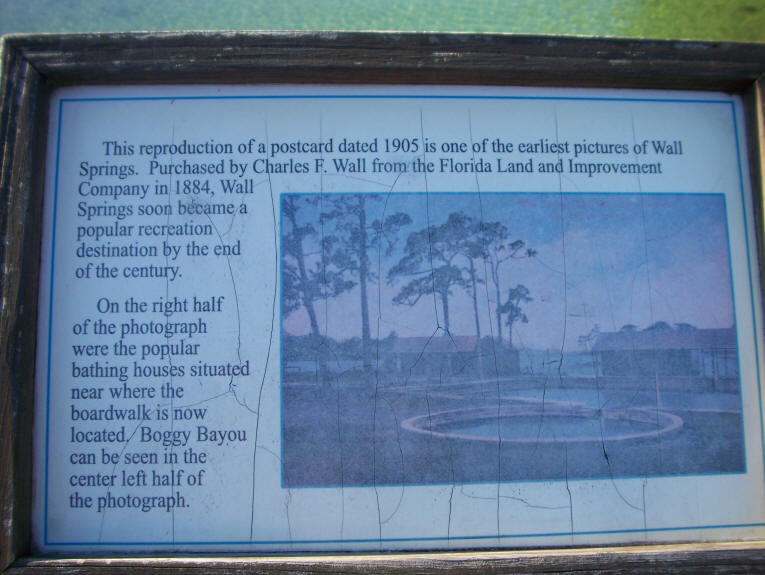 This reproduction of a postcard dated 1905 is one of the earliest pictures of Wall
Springs. Purchased by Charles F. Wall from the Florida Land and Improvement
Company in 1884, Wall
Springs soon became a
popular recreation
destination by the end
of the century.
On the right half
of the photograph
were the popular
bathing houses situated
near where the
boardwalk is now
located. Boggy Bayou
can be seen in the
center left half of
the photograph.